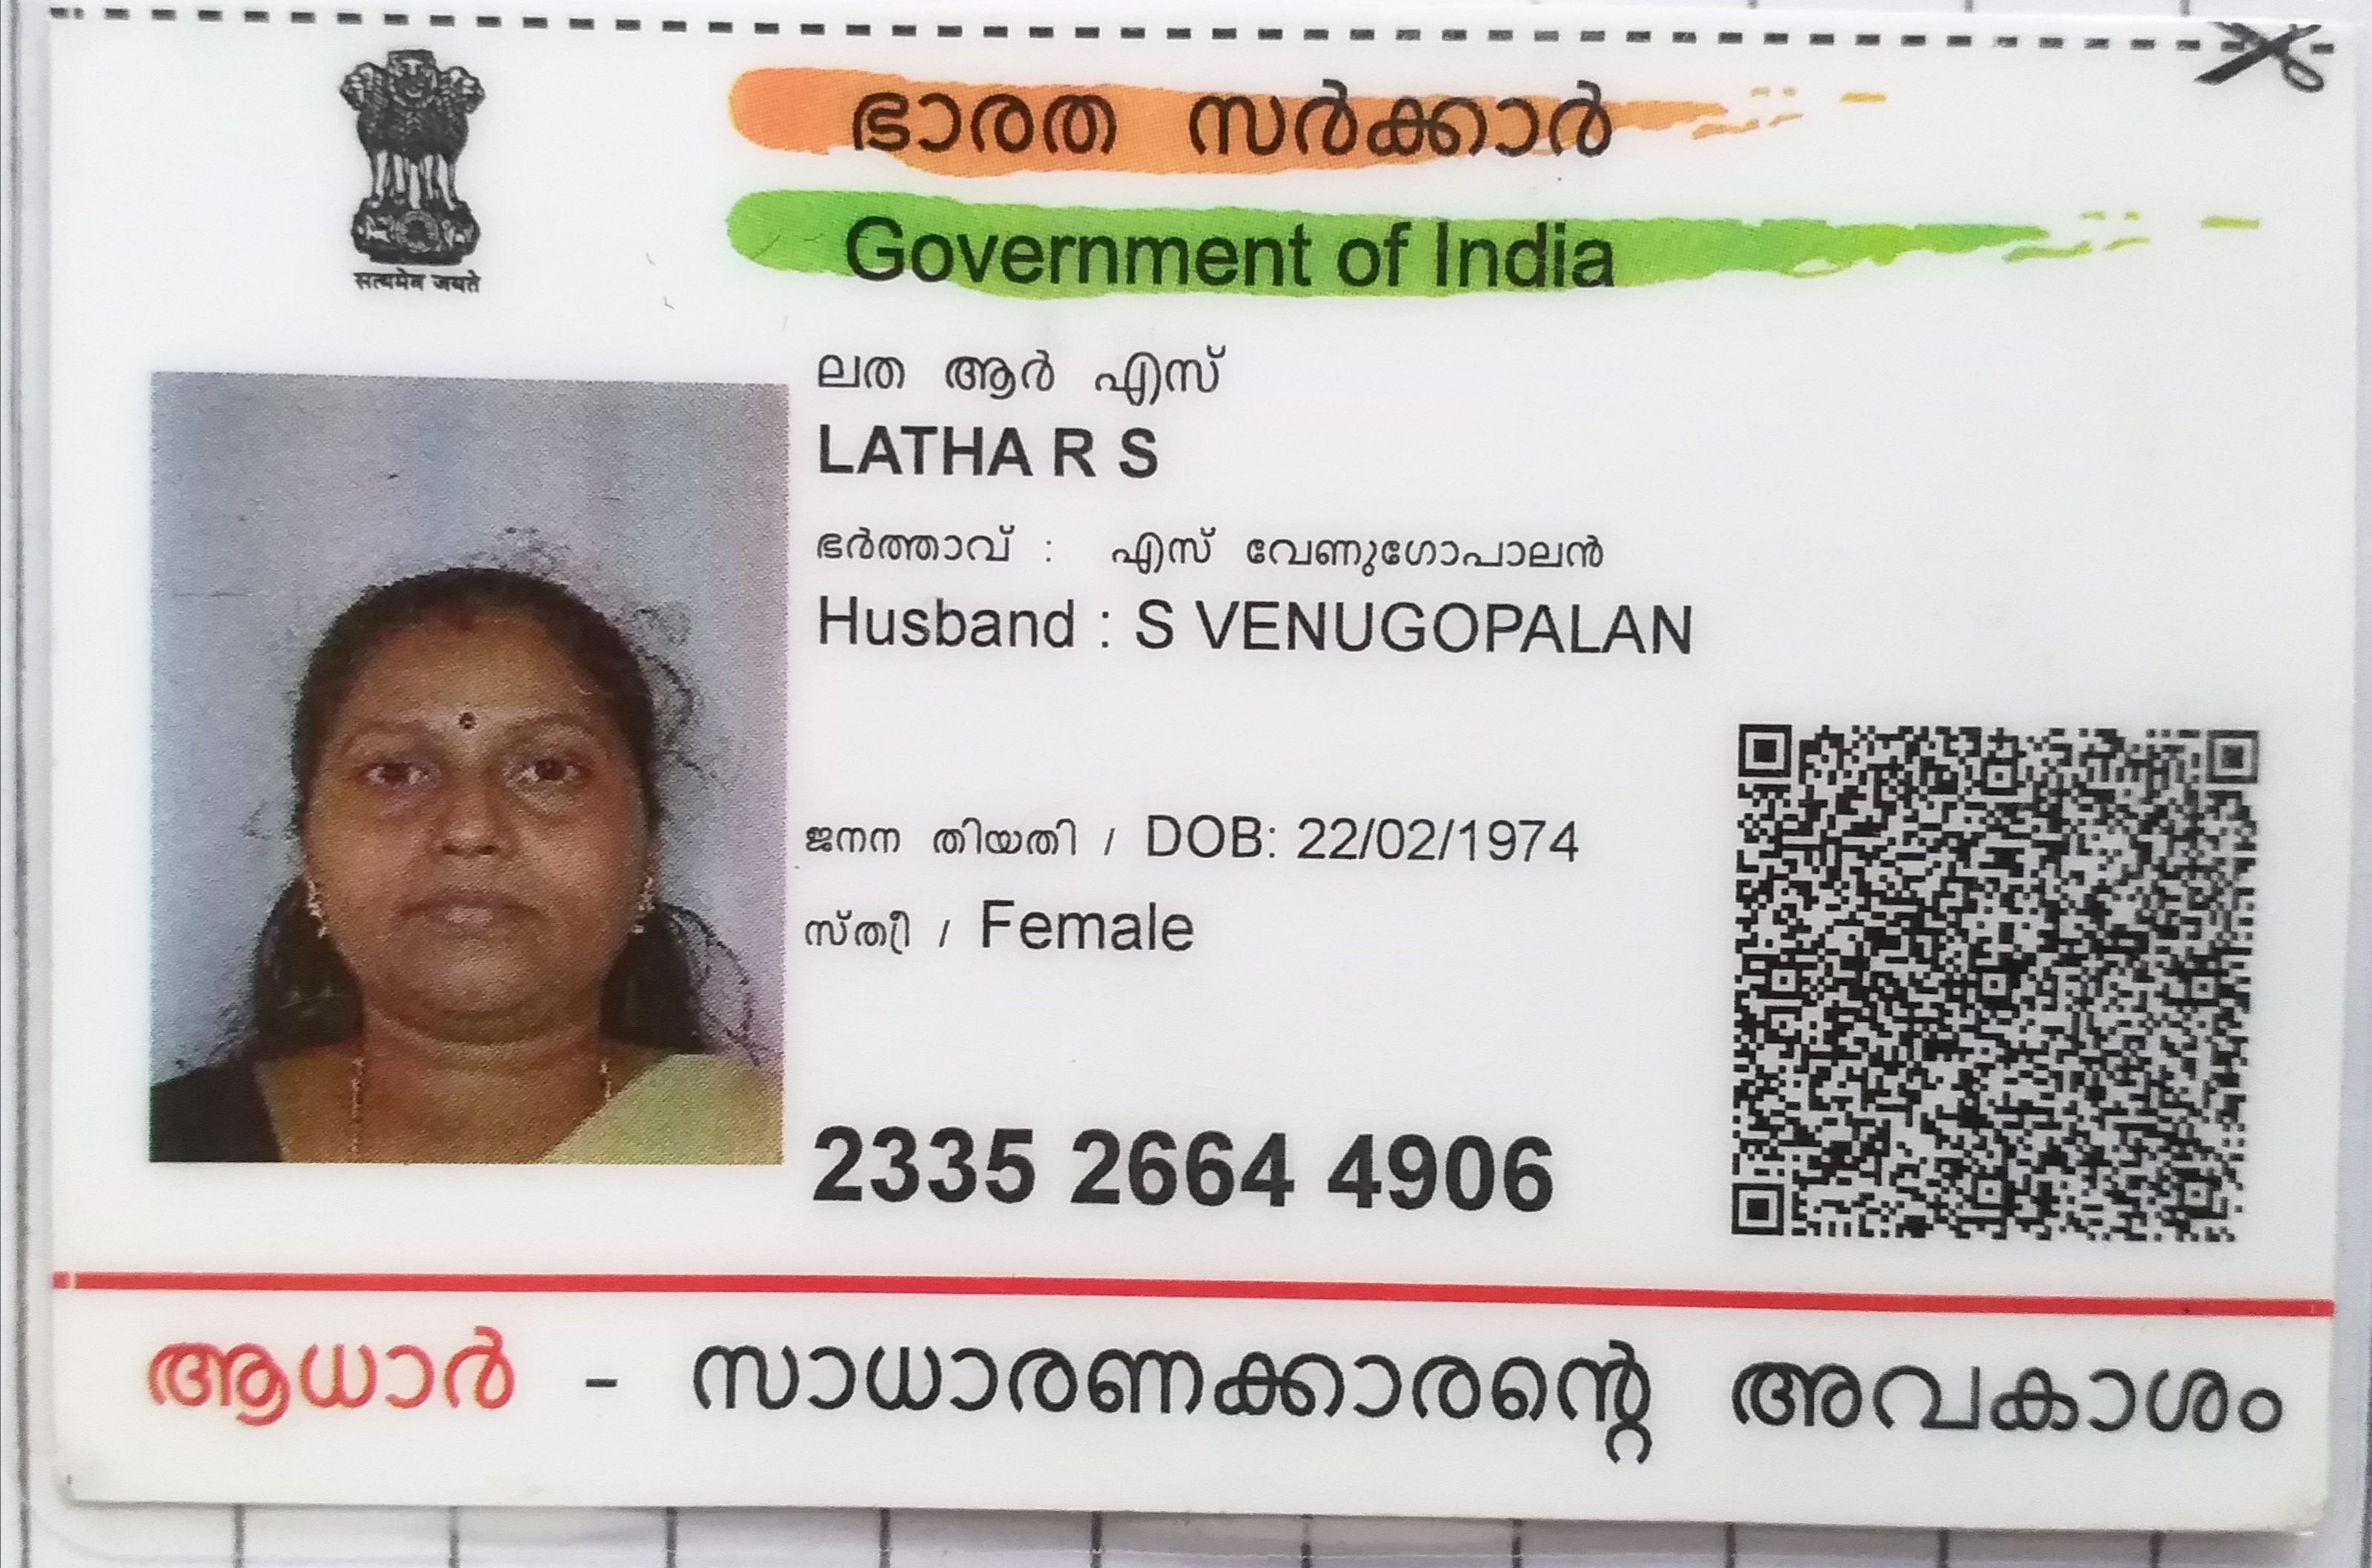 सत्यमेव जयते
ഭാരത സർക്കാർ
Government of India
ലത ആർ എസ്
LATHA R S
ഭർത്താവ് : എസ് വേണുഗോപാലൻ
Husband : S VENUGOPALAN
ജനന തിയതി / DOB: 22/02/1974
സ്ത്രീ / Female
2335 2664 4906
ആധാർ - സാധാരണക്കാരന്റെ അവകാശം